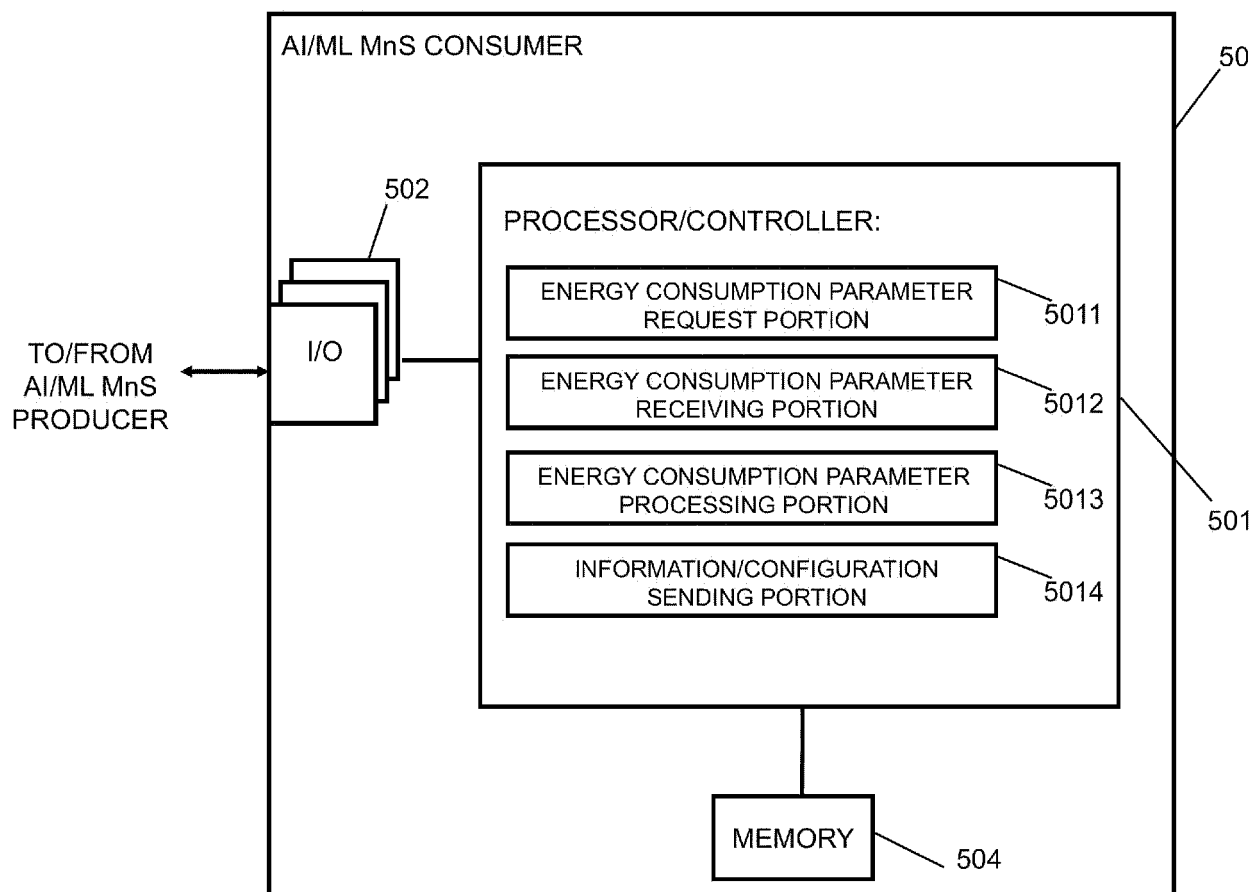 AI/ML MnS CONSUMER
50
502
PROCESSOR/CONTROLLER:
ENERGY CONSUMPTION PARAMETER
REQUEST PORTION
5011
I/O
TO/FROM
AI/ML MnS
PRODUCER
ENERGY CONSUMPTION PARAMETER
RECEIVING PORTION
5012
ENERGY CONSUMPTION PARAMETER
PROCESSING PORTION
5013
501
INFORMATION/CONFIGURATION
SENDING PORTION
5014
MEMORY
504